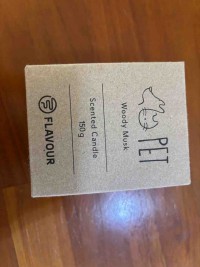 PET
Woody Musk
Scented Candle
150g
FLAVOUR